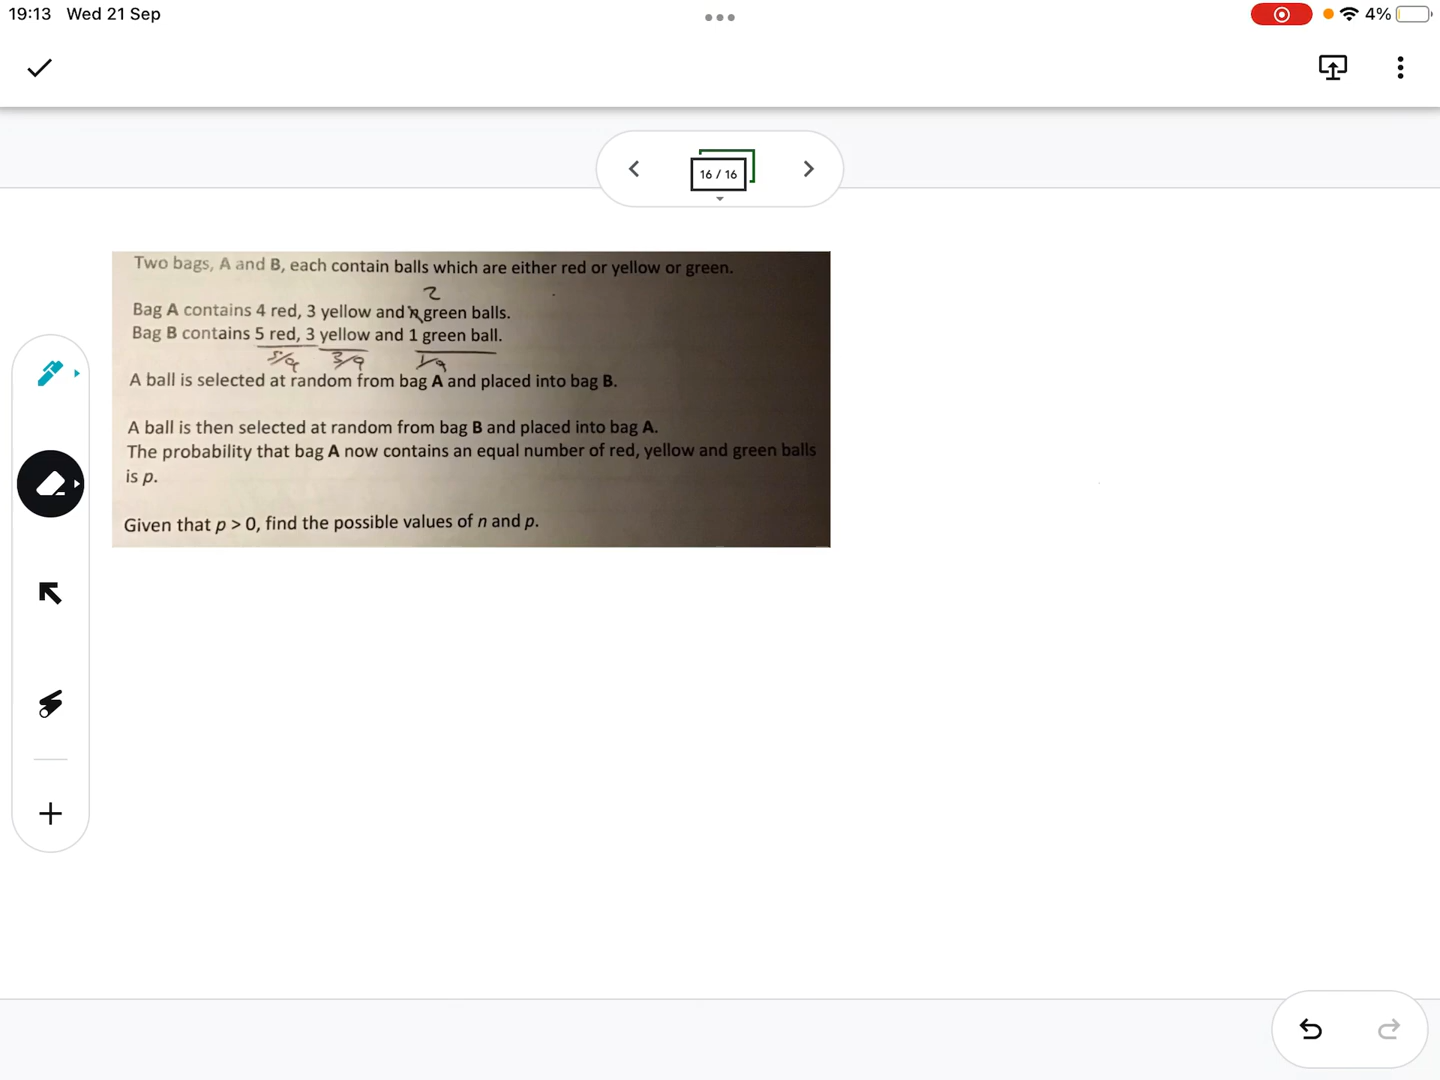 19:13 Wed 21 Sep
4%
16 / 16
Two bags, A and B, each contain balls which are either red or yellow or green.
2
Bag A contains 4 red, 3 yellow and n green balls.
Bag B contains 5 red, 3 yellow and 1 green ball.
5/9 3/9 1/9
A ball is selected at random from bag A and placed into bag B.
A ball is then selected at random from bag B and placed into bag A.
The probability that bag A now contains an equal number of red, yellow and green balls
is p.
Given that p > 0, find the possible values of n and p.